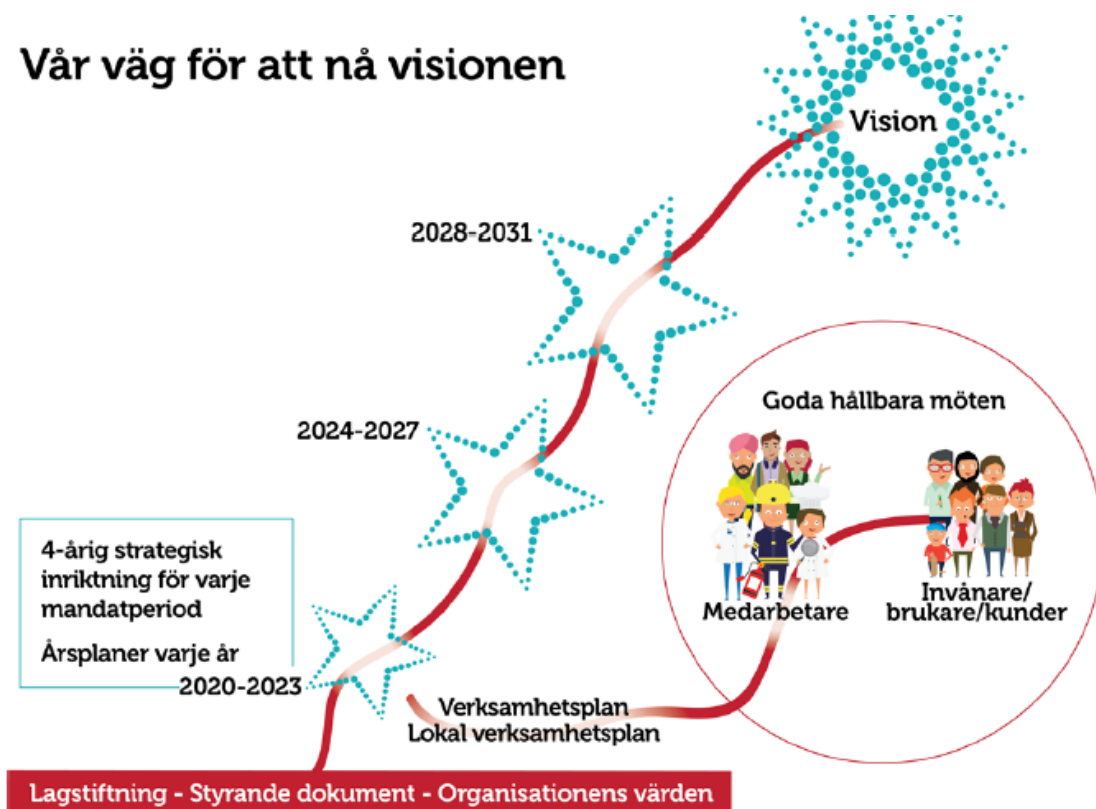 Vår väg för att nå visionen
Vision
2028-2031
Goda hållbara möten
2024-2027
4-årig strategisk
inriktning för varje
mandatperiod
Årsplaner varje år
2020-2023
Medarbetare
Invånare/
brukare/kunder
Verksamhetsplan
Lokal verksamhetsplan
Lagstiftning - Styrande dokument - Organisationens värden